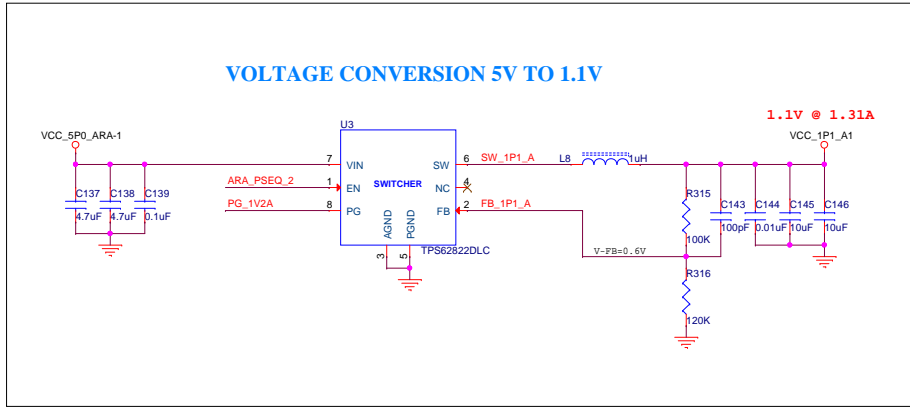 VOLTAGE CONVERSION 5V TO 1.1V
1.1V @ 1.31A
VCC_5P0_ARA-1
U3
VCC_1P1_A1
7 VIN SW 6 SW_1P1_A L8 1uH
ARA_PSEQ_2 1 EN SWITCHER NC 4
C137 C138 C139
R315 C143 C144 C145 C146
PG_1V2A 8 PG FB 2 FB_1P1_A
4.7uF 4.7uF 0.1uF
100pF 0.01uF 10uF 10uF
AGND PGND
100K
3 5 TPS62822DLC
V-FB=0.6V
R316
120K